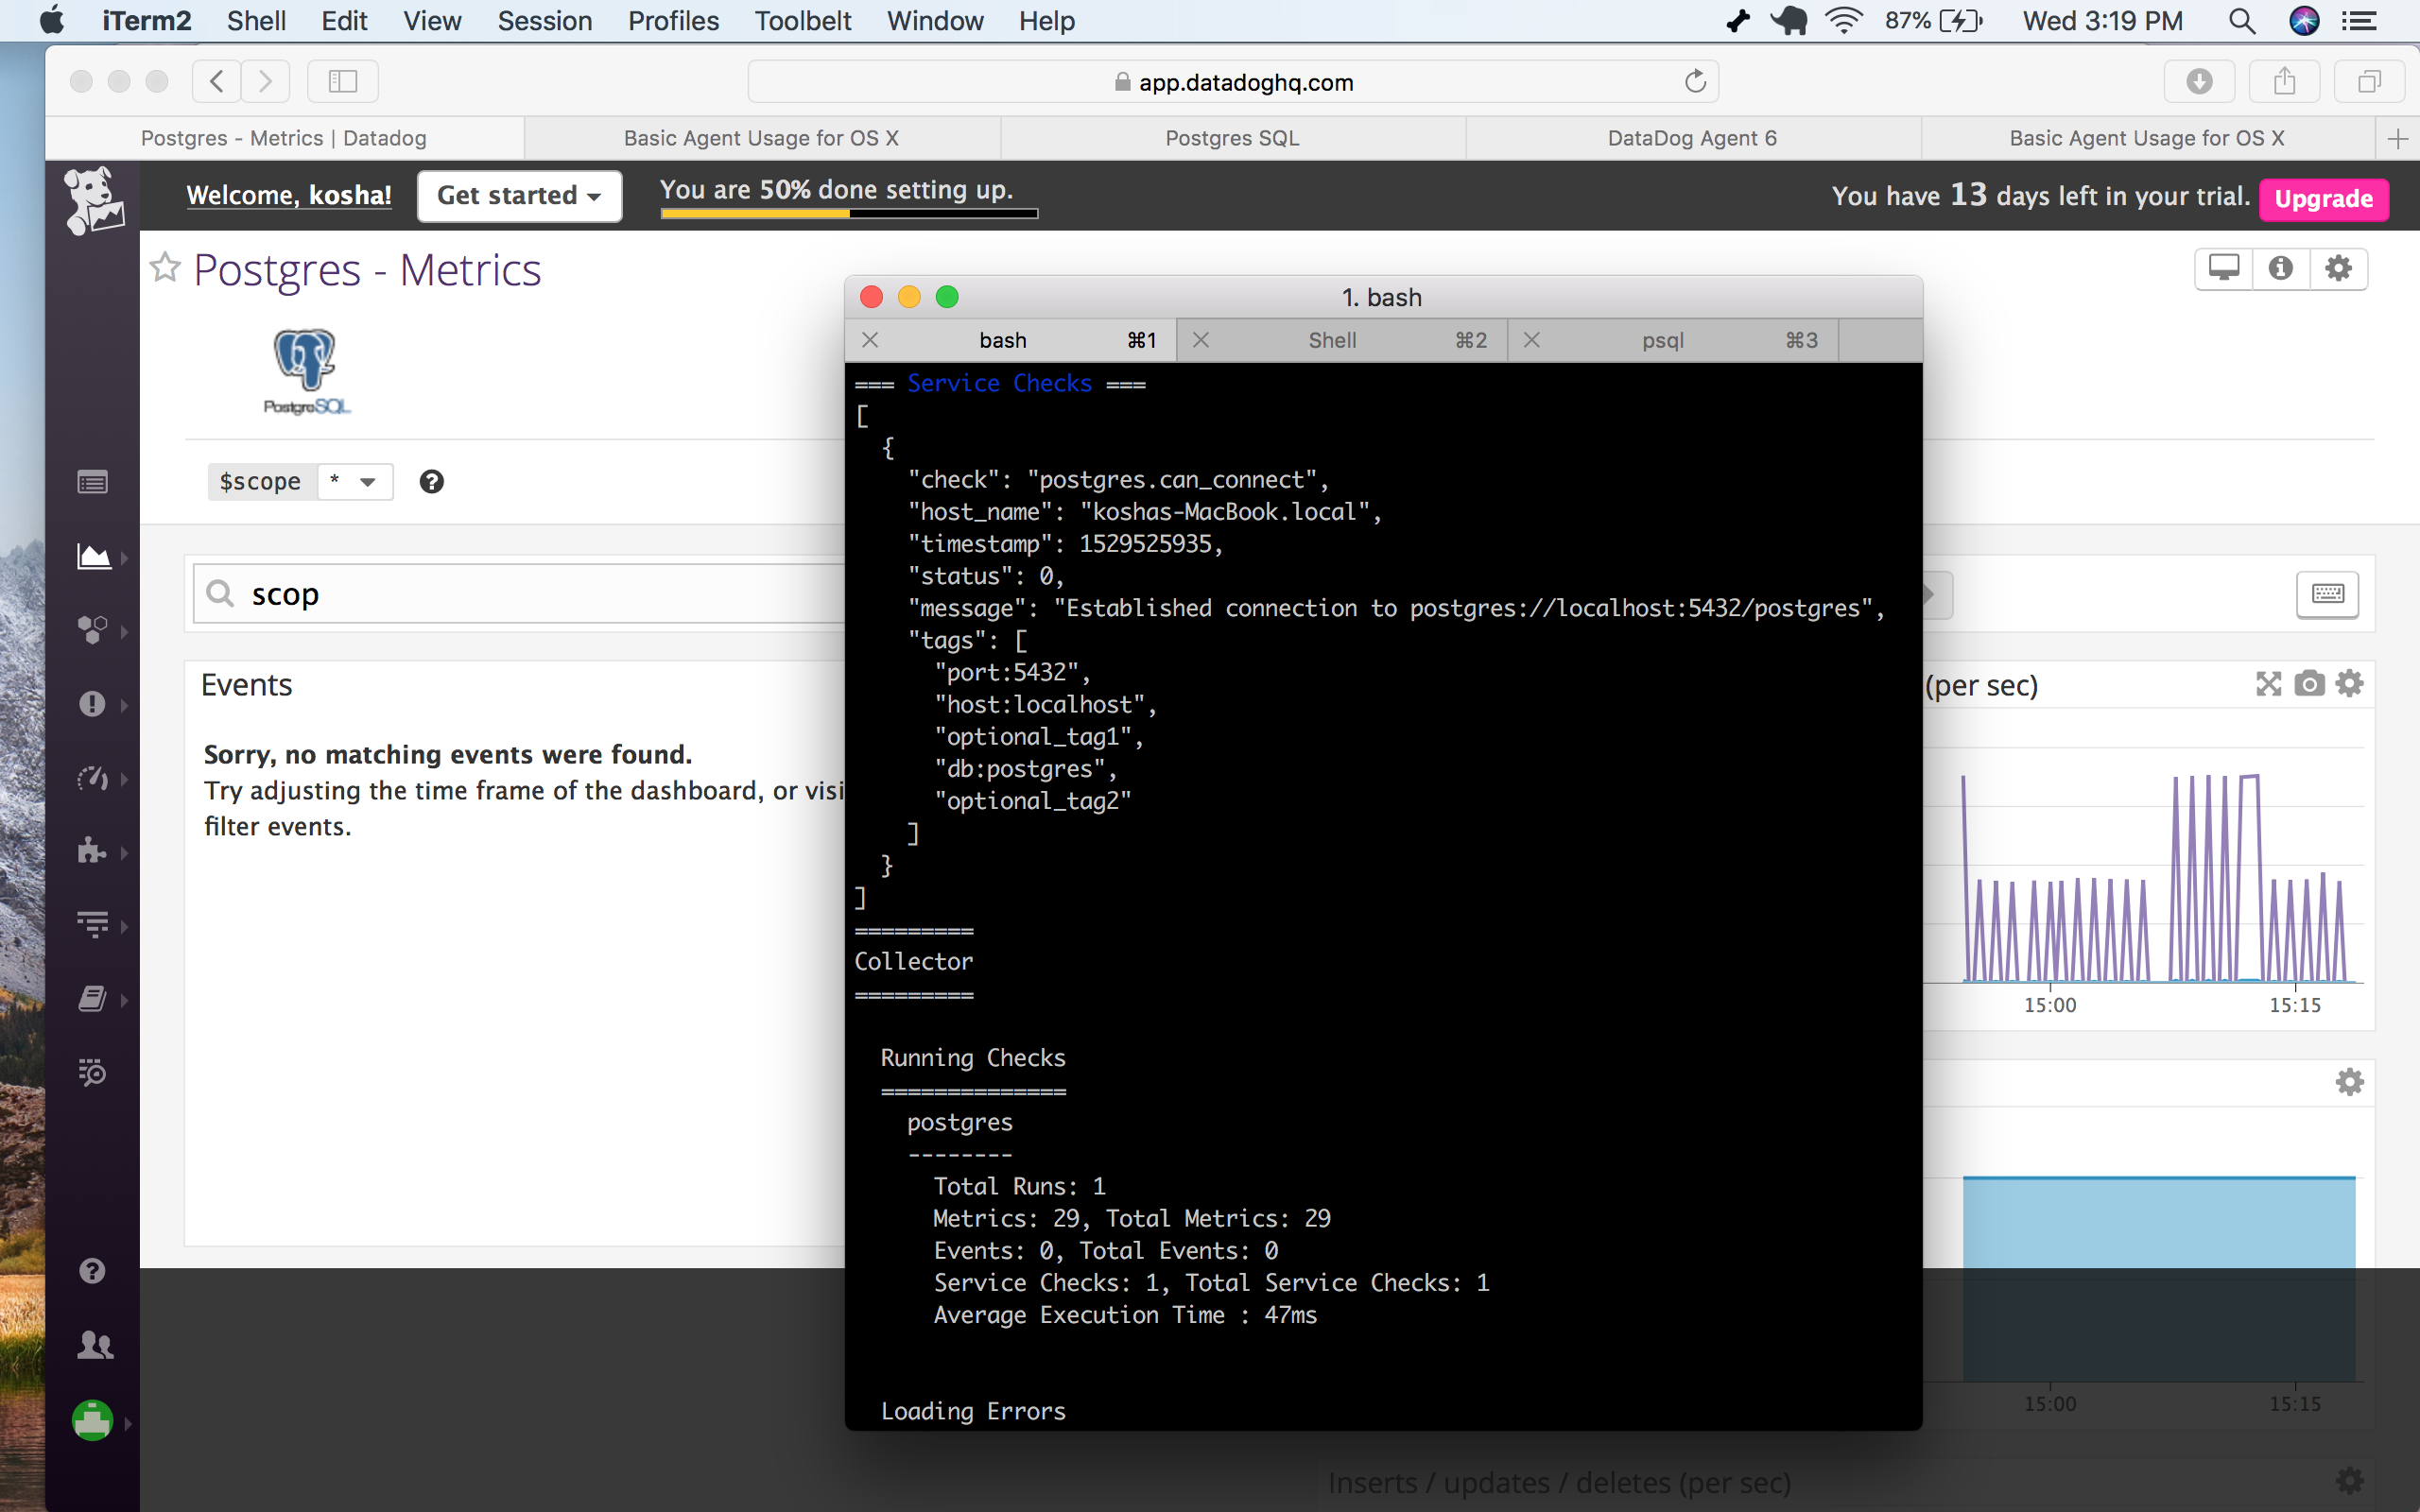 iTerm2 Shell Edit View Session Profiles Toolbelt Window Help 87% Wed 3:19 PM
app.datadoghq.com
Postgres - Metrics | Datadog Basic Agent Usage for OS X Postgres SQL DataDog Agent 6 Basic Agent Usage for OS X
Welcome, kosha! Get started You are 50% done setting up. You have 13 days left in your trial. Upgrade
Postgres - Metrics
PostgreSQL
$scope *
scop
Events
Sorry, no matching events were found.
Try adjusting the time frame of the dashboard, or visi
filter events.
1. bash
bash ⌘1 Shell ⌘2 psql ⌘3
=== Service Checks ===
[
{
"check": "postgres.can_connect",
"host_name": "koshas-MacBook.local",
"timestamp": 1529525935,
"status": 0,
"message": "Established connection to postgres://localhost:5432/postgres",
"tags": [
"port:5432",
"host:localhost",
"optional_tag1",
"db:postgres",
"optional_tag2"
]
}
]
=========
Collector
=========
Running Checks
==============
postgres
--------
Total Runs: 1
Metrics: 29, Total Metrics: 29
Events: 0, Total Events: 0
Service Checks: 1, Total Service Checks: 1
Average Execution Time : 47ms
Loading Errors
(per sec)
15:00 15:15
15:00 15:15
Inserts / updates / deletes (per sec)